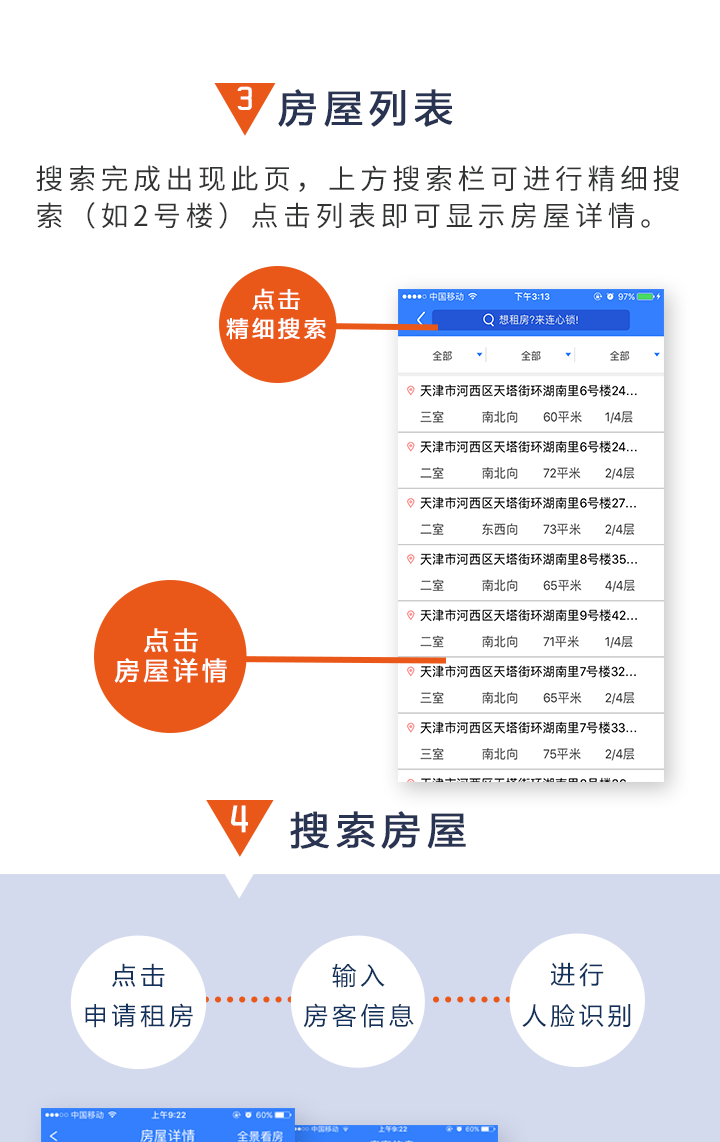 3 房屋列表
搜索完成出现此页，上方搜索栏可进行精细搜
索（如2号楼）点击列表即可显示房屋详情。
点击
精细搜索
中国移动 下午3:13 97%
想租房?来连心锁!
全部 全部 全部
天津市河西区天塔街环湖南里6号楼24...
三室 南北向 60平米 1/4层
天津市河西区天塔街环湖南里6号楼24...
二室 南北向 72平米 2/4层
天津市河西区天塔街环湖南里6号楼27...
二室 东西向 73平米 2/4层
天津市河西区天塔街环湖南里8号楼35...
二室 南北向 65平米 4/4层
天津市河西区天塔街环湖南里9号楼42...
二室 南北向 71平米 1/4层
点击
房屋详情
天津市河西区天塔街环湖南里7号楼32...
三室 南北向 65平米 2/4层
天津市河西区天塔街环湖南里7号楼33...
三室 南北向 75平米 2/4层
4 搜索房屋
点击
申请租房
输入
房客信息
进行
人脸识别
中国移动 上午9:22 60%
房屋详情 全景看房
中国移动 上午9:22 60%